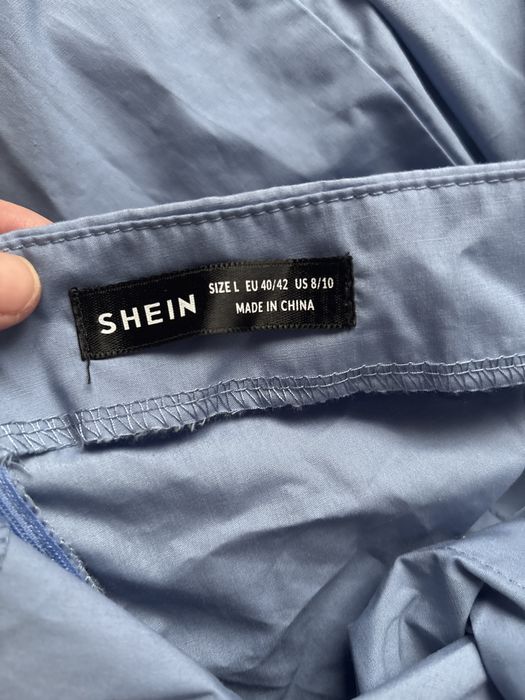 SHEIN
SIZE L EU 40/42 US 8/10
MADE IN CHINA